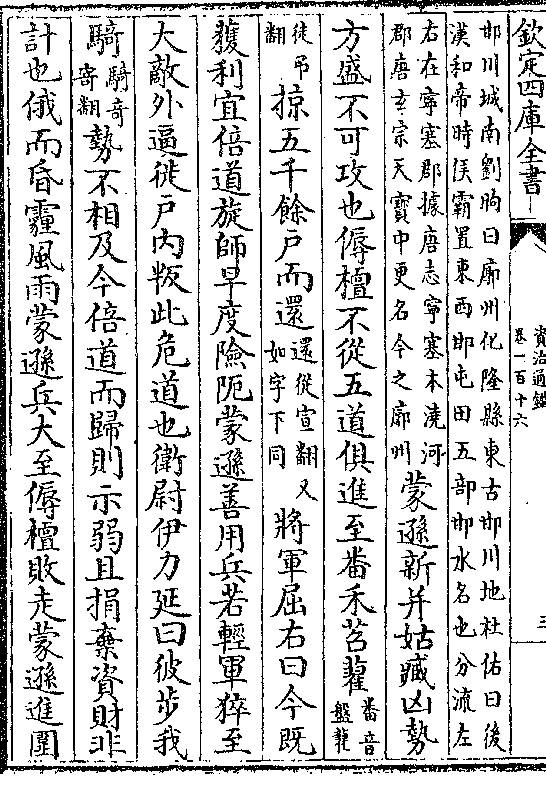 欽定四庫全書
資治通鑑
卷一百十六
三
邯川城南劉昫曰廓州化隆縣東古邯川地杜佑曰後
漢和帝時侯霸置東西邯屯田五部邯水名也分流左
右在寧塞郡據唐志寧塞本澆河
郡唐玄宗天寶中更名今之廓州
蒙遜新并姑臧凶勢
方盛不可攻也傉檀不從五道俱進至番禾苕藋
番音
盤藋
徒弔
翻
掠五千餘户而還
還從宣翻又
如字下同
將軍屈右曰今既
獲利宜倍道旋師早度險阨蒙遜善用兵若輕軍猝至
大敵外逼徙户内叛此危道也衛尉伊力延曰彼步我
騎
騎奇
寄翻
勢不相及今倍道而歸則示弱且捐棄資財非
計也俄而昏霾風雨蒙遜兵大至傉檀敗走蒙遜進圍